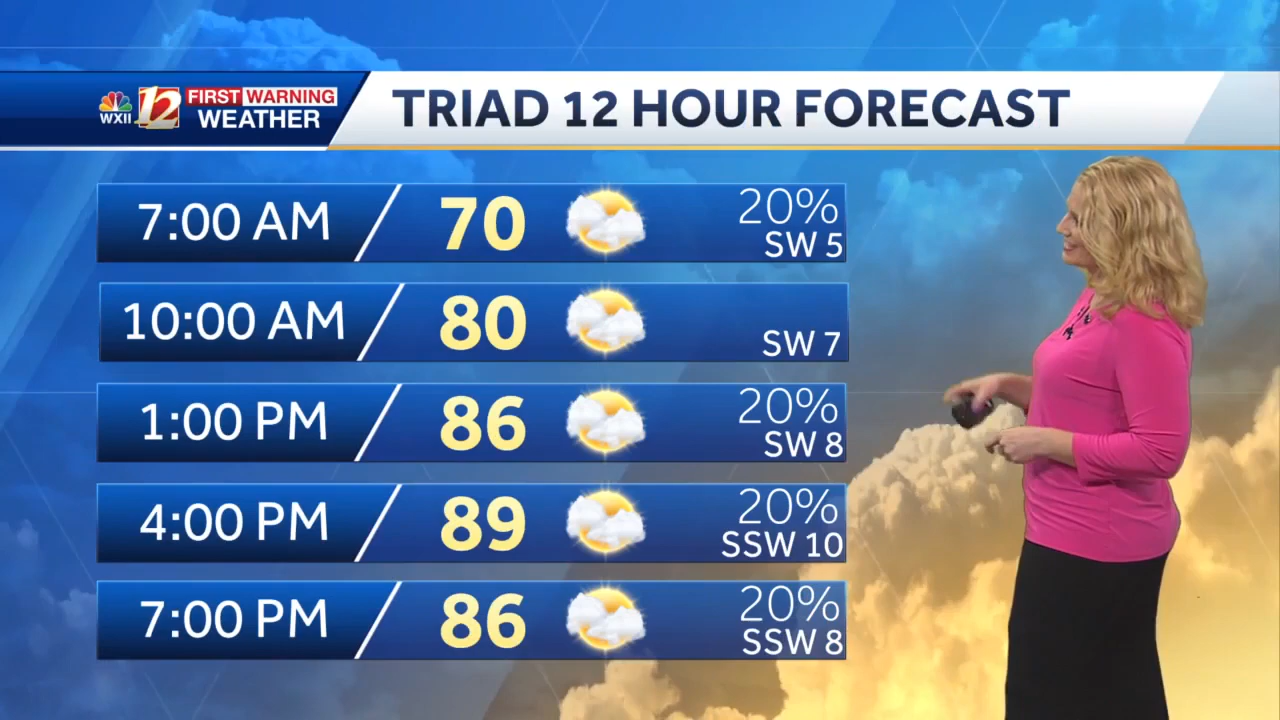 WXII 12 FIRST WARNING
WEATHER
TRIAD 12 HOUR FORECAST
7:00 AM 70 20%
SW 5
10:00 AM 80
SW 7
1:00 PM 86 20%
SW 8
4:00 PM 89 20%
SSW 10
7:00 PM 86 20%
SSW 8